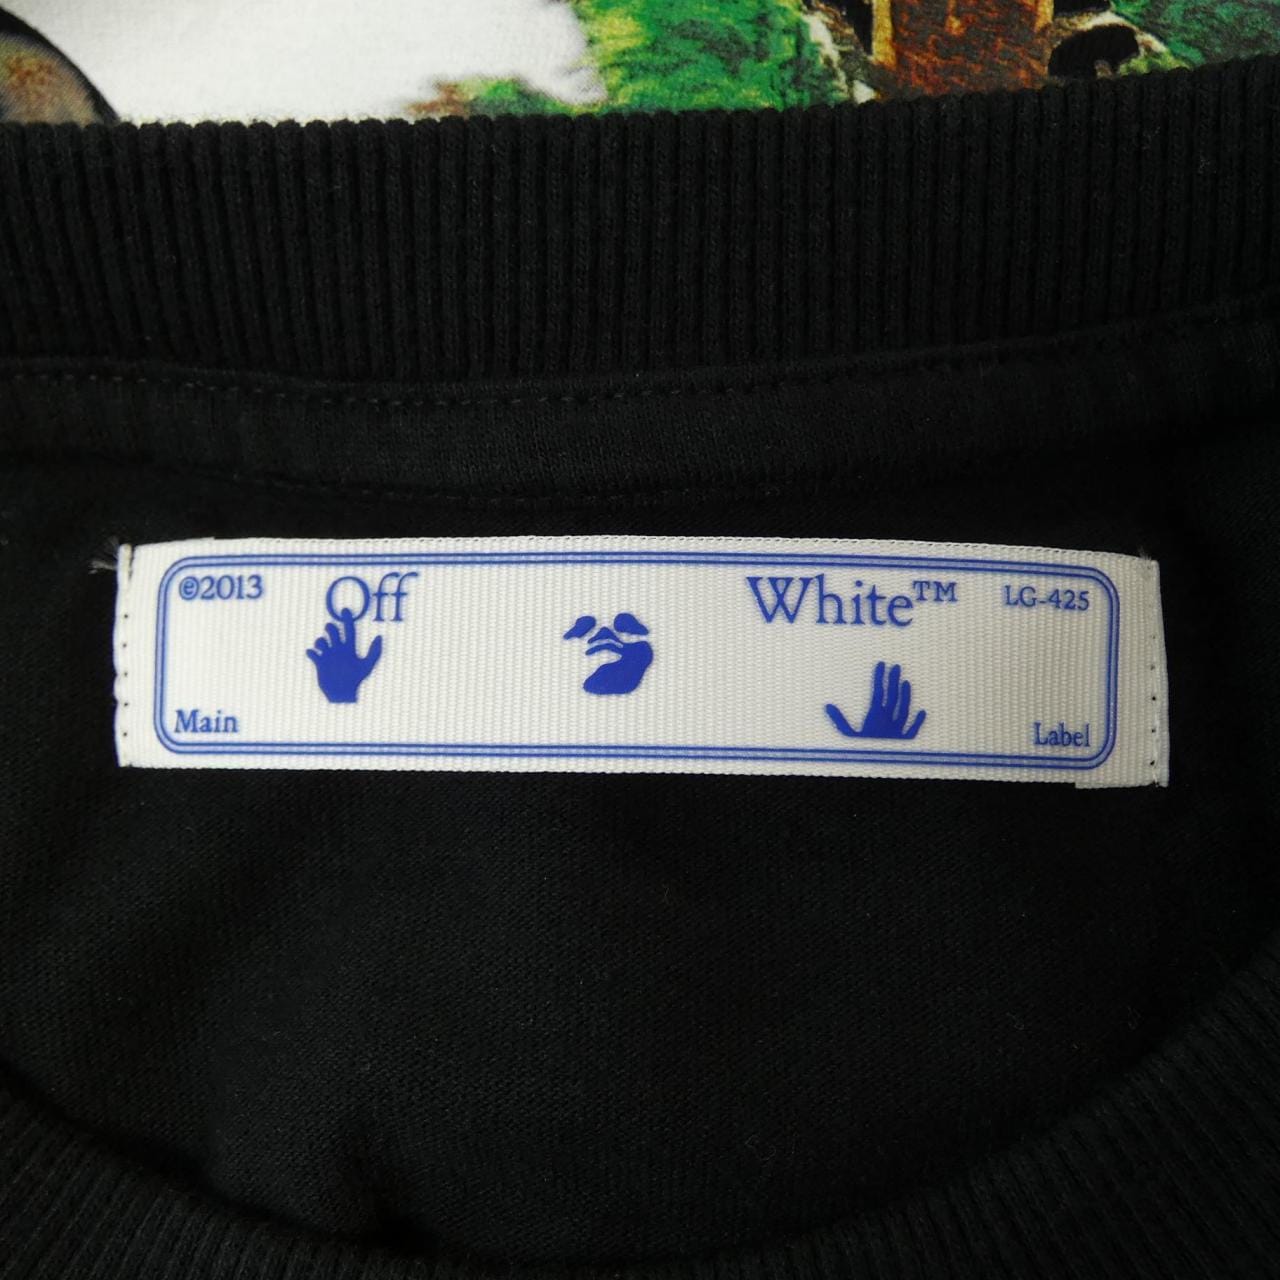 ©2013 Off White™ LG-425
Main Label